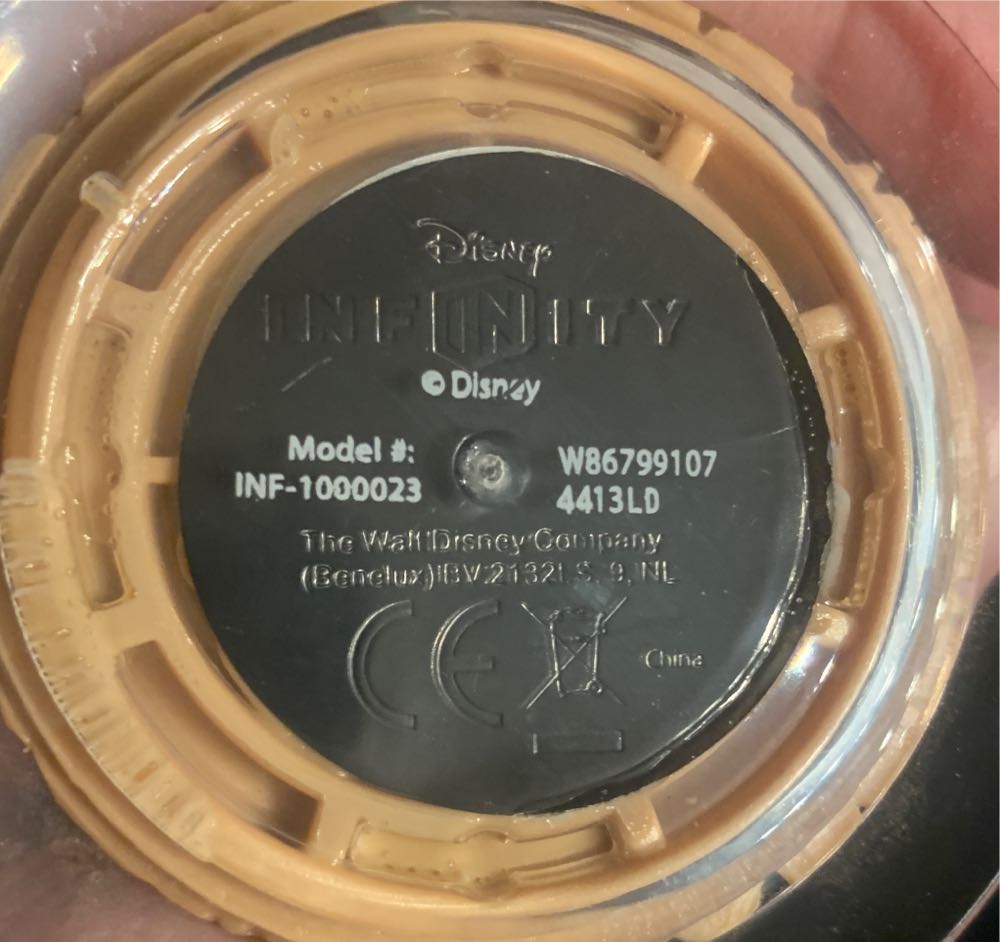 Disney
INFINITY
© Disney
Model #:
INF-1000023
W86799107
4413LD
The Walt Disney Company
(Benelux) BV 2132LS, 9, NL
CE
China